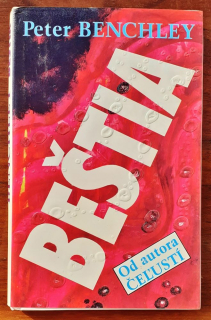 Peter BENCHLEY
BEŠTIA
Od autora
ČEĽUSTÍ